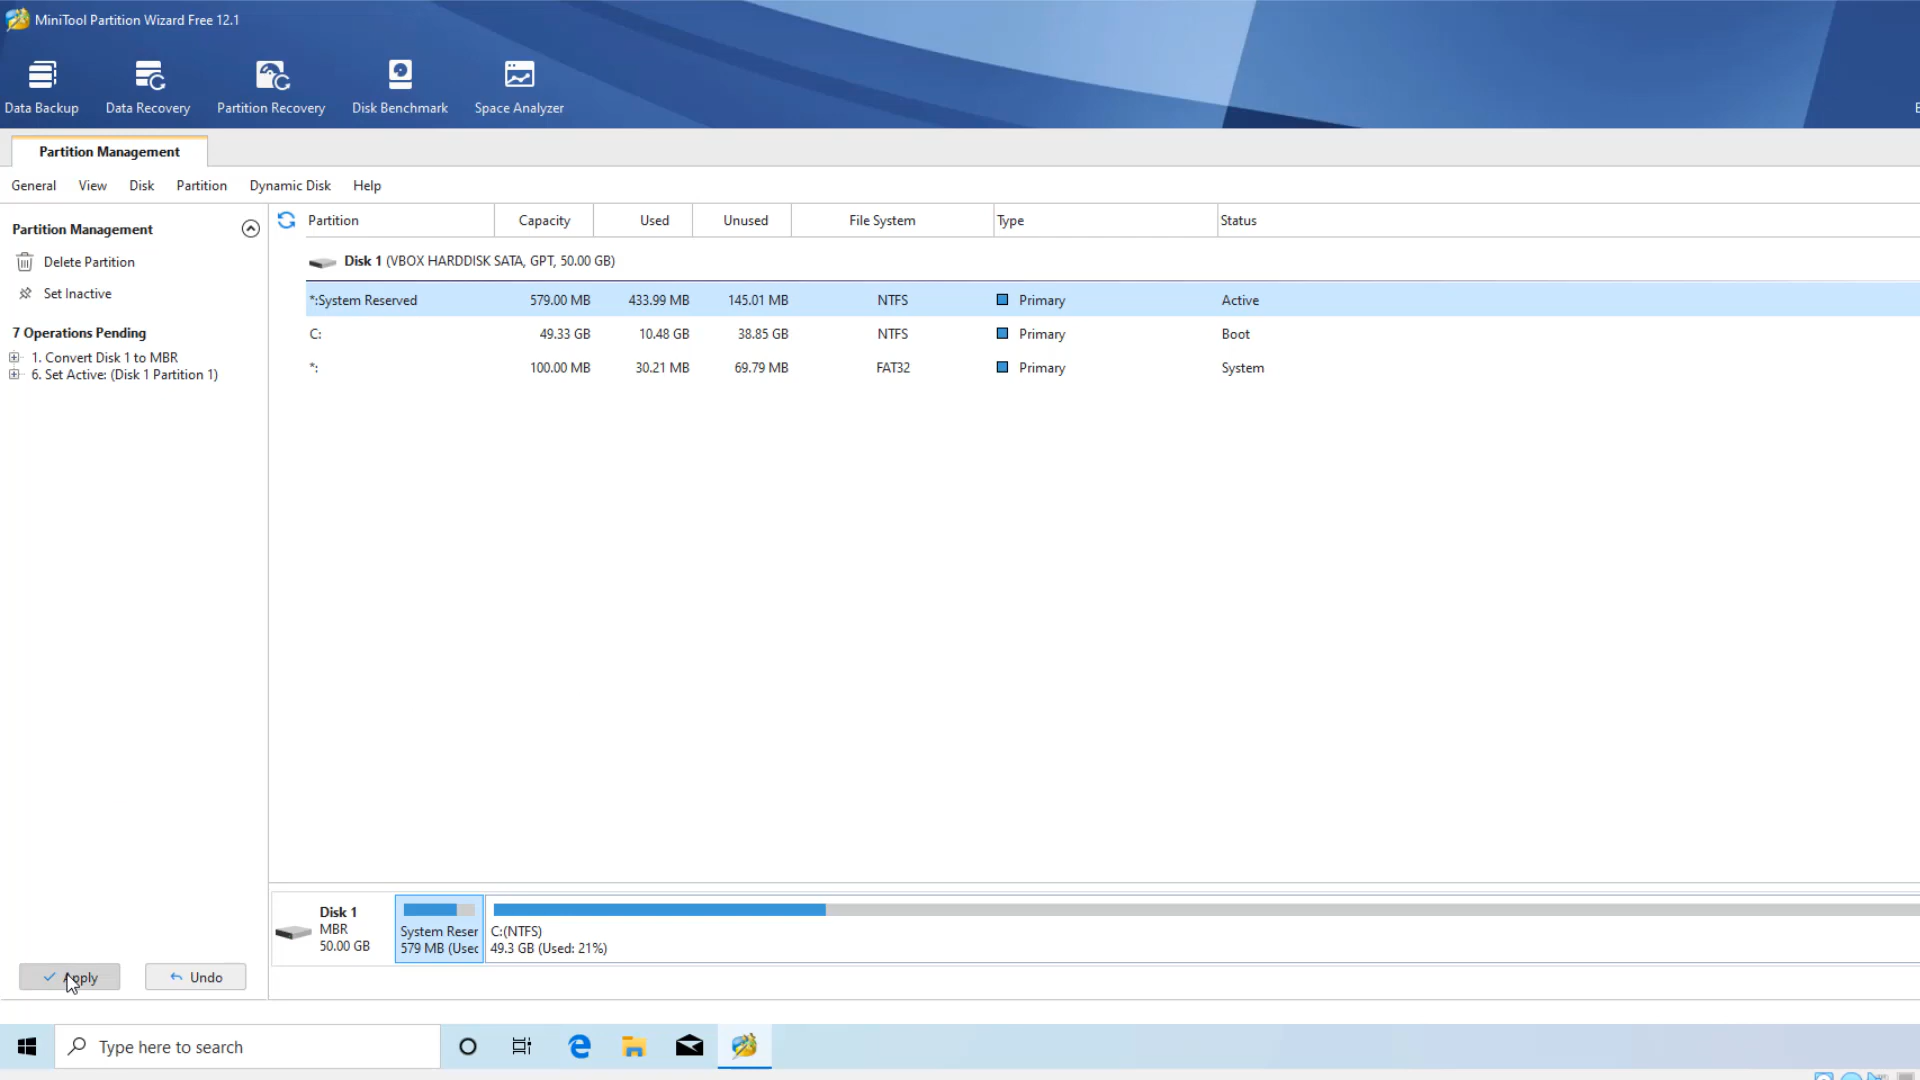 MiniTool Partition Wizard Free 12.1
Data Backup Data Recovery Partition Recovery Disk Benchmark Space Analyzer
Partition Management
General View Disk Partition Dynamic Disk Help
Partition Management
Delete Partition
Set Inactive
7 Operations Pending
1. Convert Disk 1 to MBR
6. Set Active: (Disk 1 Partition 1)
Partition Capacity Used Unused File System Type Status
Disk 1 (VBOX HARDDISK SATA, GPT, 50.00 GB)
*:System Reserved 579.00 MB 433.99 MB 145.01 MB NTFS Primary Active
C: 49.33 GB 10.48 GB 38.85 GB NTFS Primary Boot
*: 100.00 MB 30.21 MB 69.79 MB FAT32 Primary System
Disk 1
MBR
50.00 GB
System Reser
579 MB (Used
C:(NTFS)
49.3 GB (Used: 21%)
Apply Undo
Type here to search